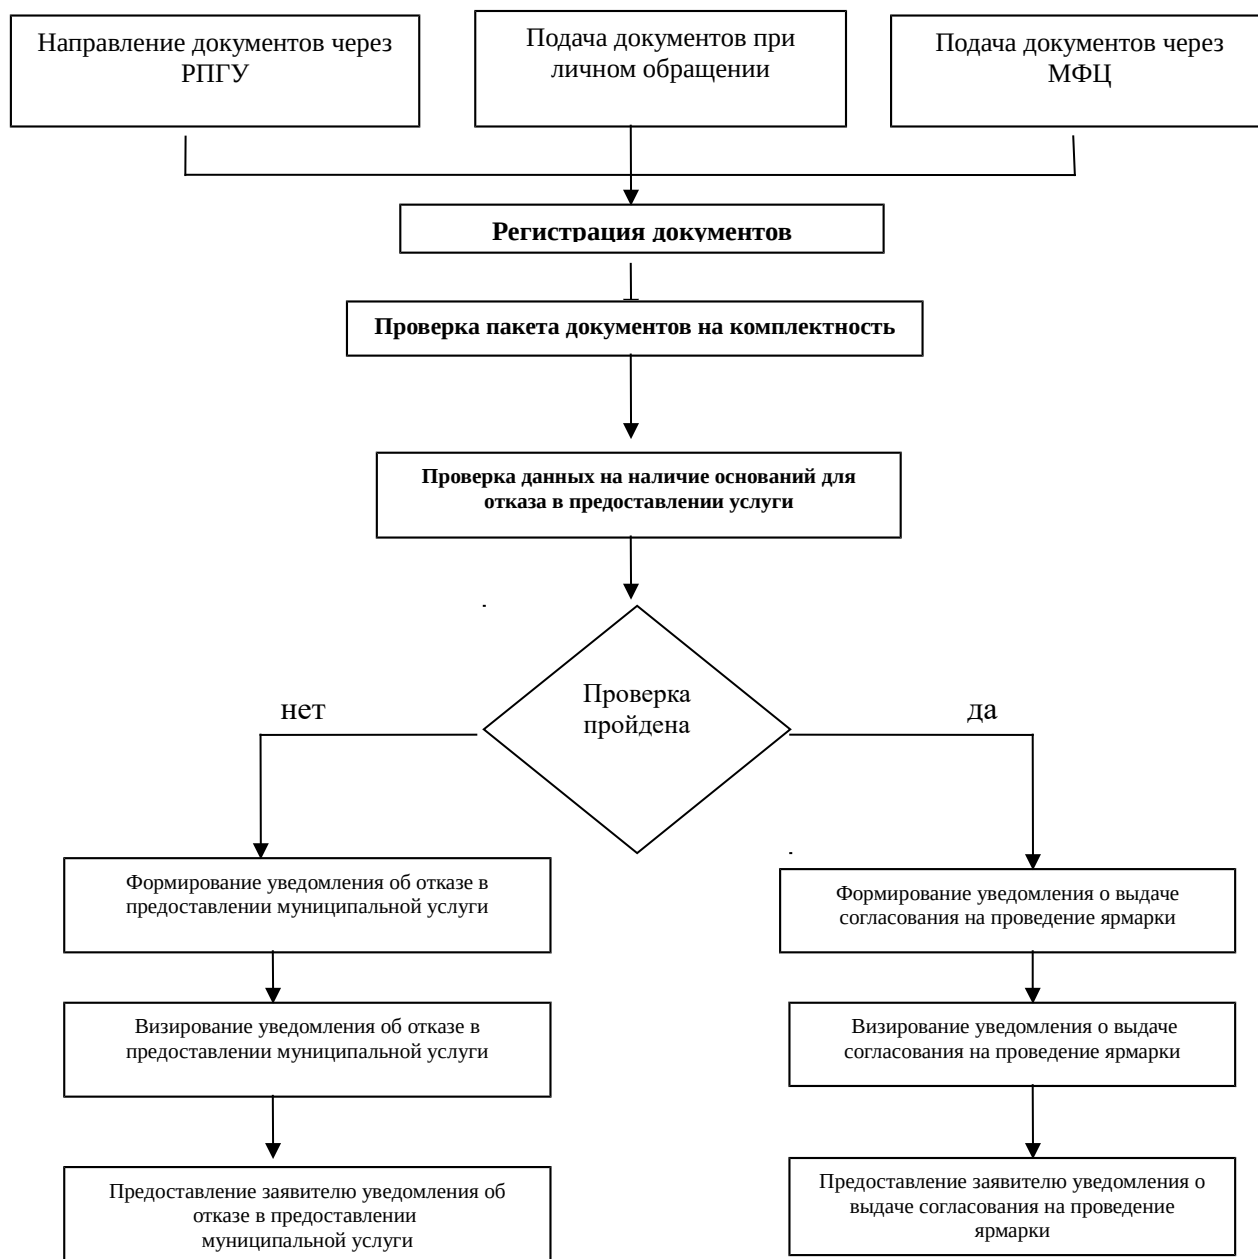 Направление документов через
РПГУ
Подача документов при
личном обращении
Подача документов через
МФЦ
Регистрация документов
Проверка пакета документов на комплектность
Проверка данных на наличие оснований для
отказа в предоставлении услуги
Проверка
пройдена
нет
да
Формирование уведомления об отказе в
предоставлении муниципальной услуги
Формирование уведомления о выдаче
согласования на проведение ярмарки
Визирование уведомления об отказе в
предоставлении муниципальной услуги
Визирование уведомления о выдаче
согласования на проведение ярмарки
Предоставление заявителю уведомления об
отказе в предоставлении
муниципальной услуги
Предоставление заявителю уведомления о
выдаче согласования на проведение
ярмарки